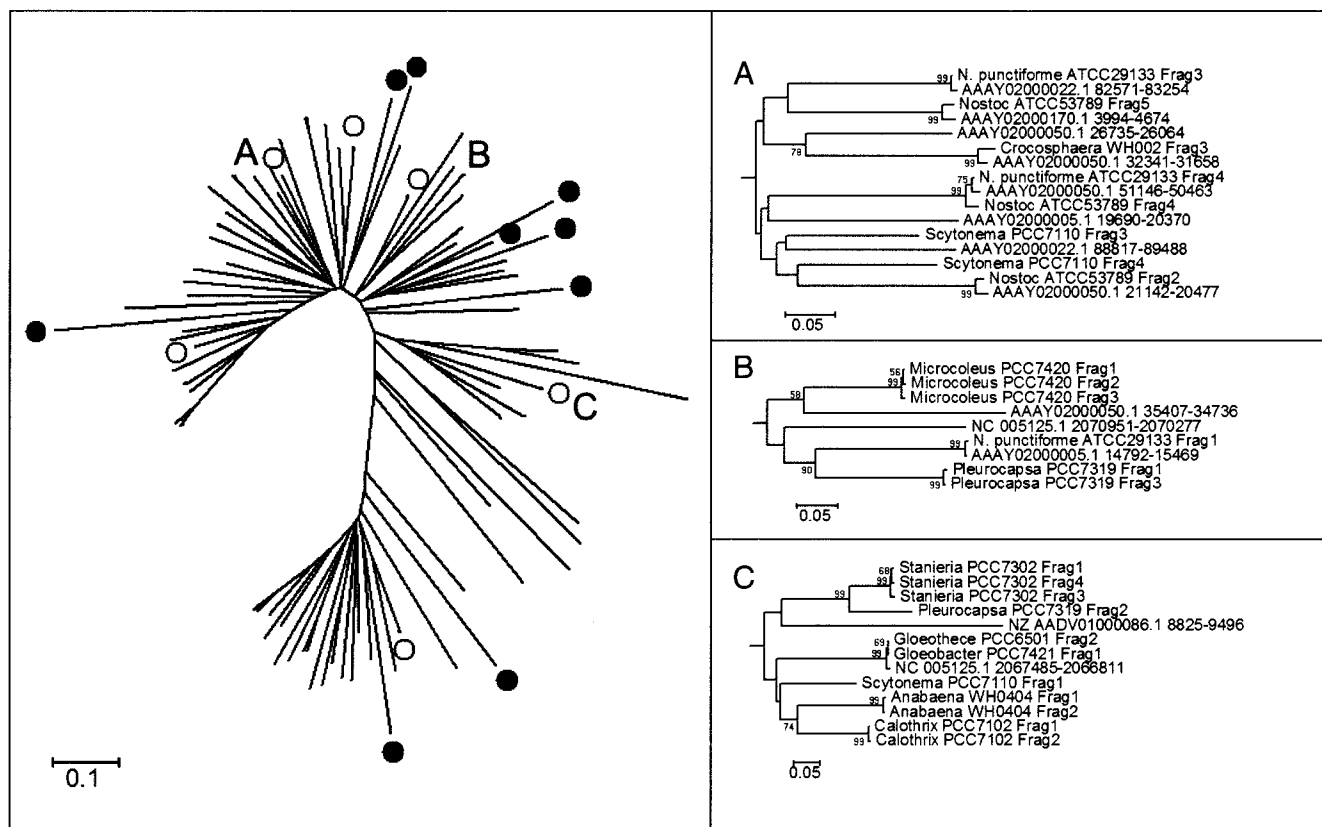 A
B
C
0.1
A
99
N. punctiforme ATCC29133 Frag3
AAAY02000022.1 82571-83254
Nostoc ATCC53789 Frag5
99
AAAY02000170.1 3994-4674
AAAY02000050.1 26735-26064
78
Crocosphaera WH002 Frag3
99
AAAY02000050.1 32341-31658
75
N. punctiforme ATCC29133 Frag4
99
AAAY02000050.1 51146-50463
Nostoc ATCC53789 Frag4
AAAY02000005.1 19690-20370
Scytonema PCC7110 Frag3
AAAY02000022.1 88817-89488
Scytonema PCC7110 Frag4
Nostoc ATCC53789 Frag2
99
AAAY02000050.1 21142-20477
0.05
B
56
Microcoleus PCC7420 Frag1
99
Microcoleus PCC7420 Frag2
58
Microcoleus PCC7420 Frag3
AAAY02000050.1 35407-34736
NC 005125.1 2070951-2070277
99
N. punctiforme ATCC29133 Frag1
AAAY02000005.1 14792-15469
90
Pleurocapsa PCC7319 Frag1
99
Pleurocapsa PCC7319 Frag3
0.05
C
68
Stanieria PCC7302 Frag1
99
Stanieria PCC7302 Frag4
99
Stanieria PCC7302 Frag3
Pleurocapsa PCC7319 Frag2
NZ AADV01000086.1 8825-9496
69
Gloeothece PCC6501 Frag2
99
Gloeobacter PCC7421 Frag1
NC 005125.1 2067485-2066811
Scytonema PCC7110 Frag1
99
Anabaena WH0404 Frag1
Anabaena WH0404 Frag2
74
Calothrix PCC7102 Frag1
99
Calothrix PCC7102 Frag2
0.05